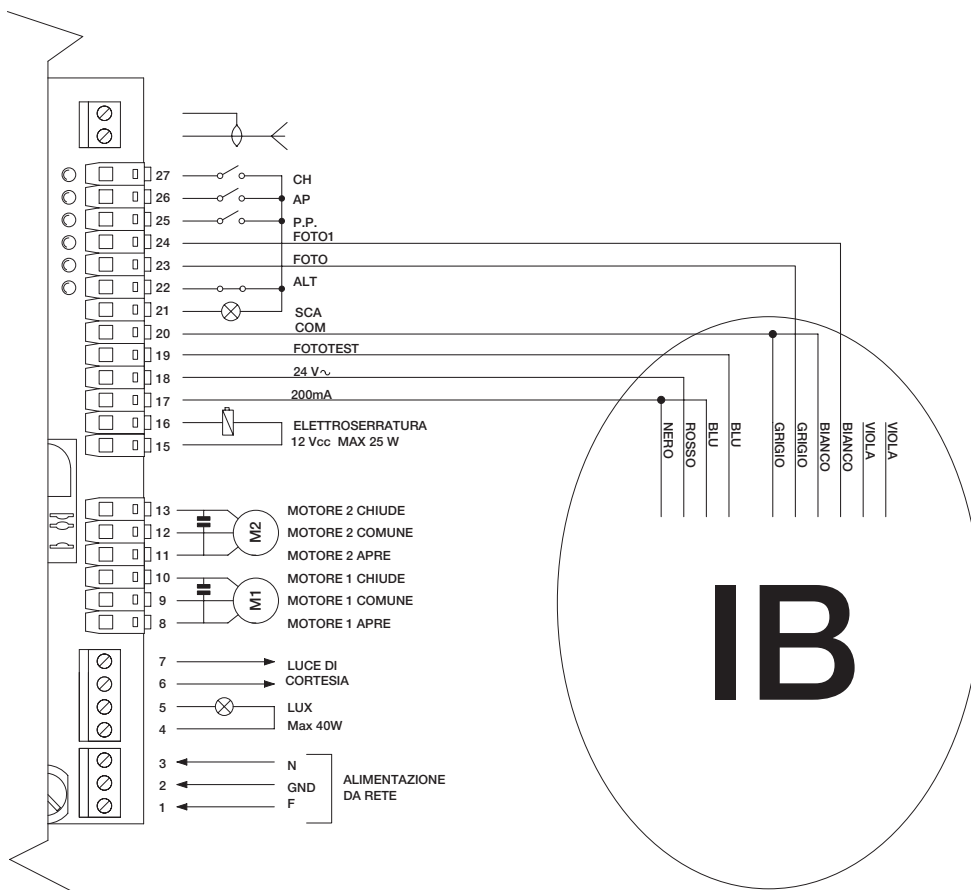 27 CH
26 AP
25 P.P.
24 FOTO1
23 FOTO
22 ALT
21 SCA
20 COM
19 FOTOTEST
18 24 V~
17 200mA
16 ELETTROSERRATURA
15 12 Vcc MAX 25 W
NERO
ROSSO
BLU
BLU
GRIGIO
GRIGIO
BIANCO
BIANCO
VIOLA
VIOLA
13 MOTORE 2 CHIUDE
12 M2 MOTORE 2 COMUNE
11 MOTORE 2 APRE
10 MOTORE 1 CHIUDE
9 M1 MOTORE 1 COMUNE
8 MOTORE 1 APRE
IB
7 LUCE DI
6 CORTESIA
5 LUX
4 Max 40W
3 N
2 GND
1 F
ALIMENTAZIONE
DA RETE